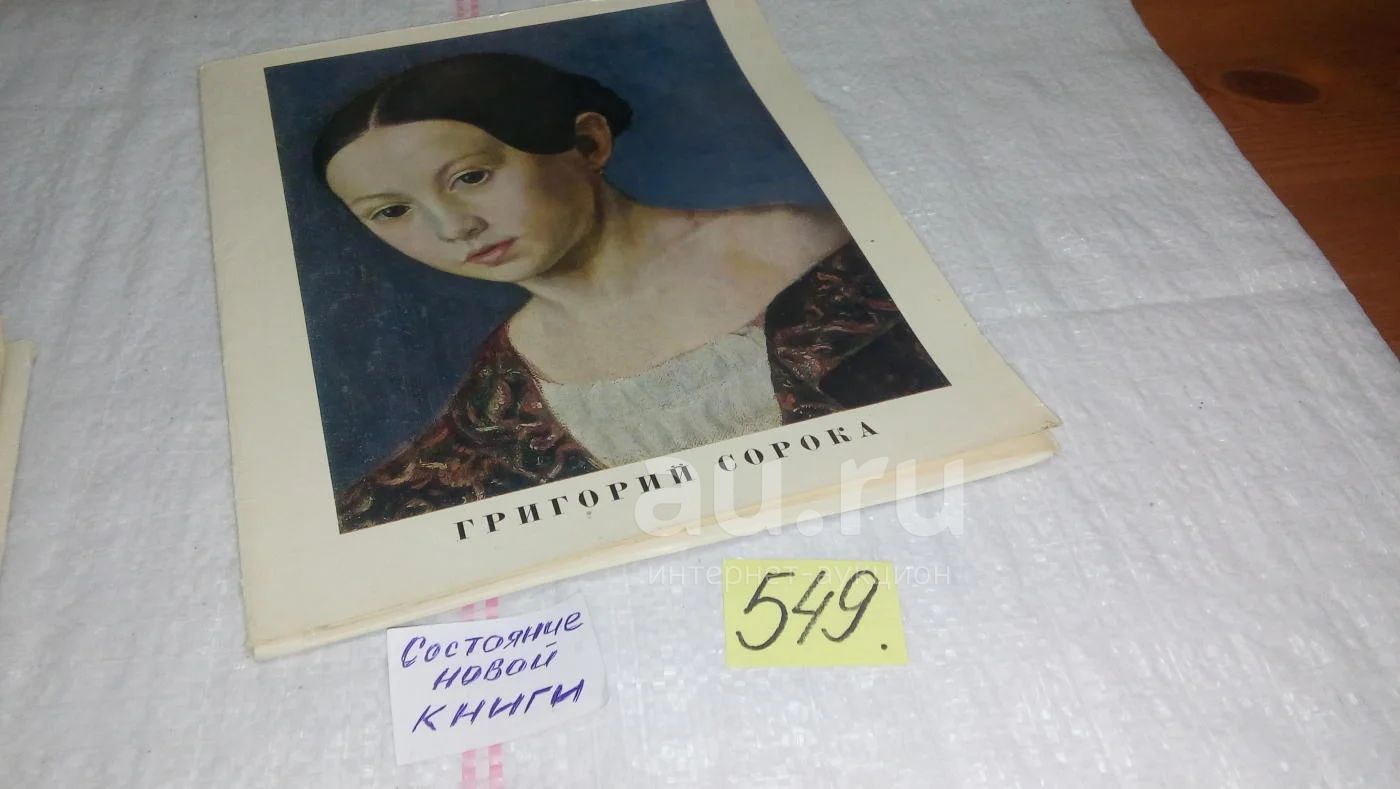 ГРИГОРИЙ СОРОКА
au.ru
интернет-аукцион
549.
Состояние
новой
книги